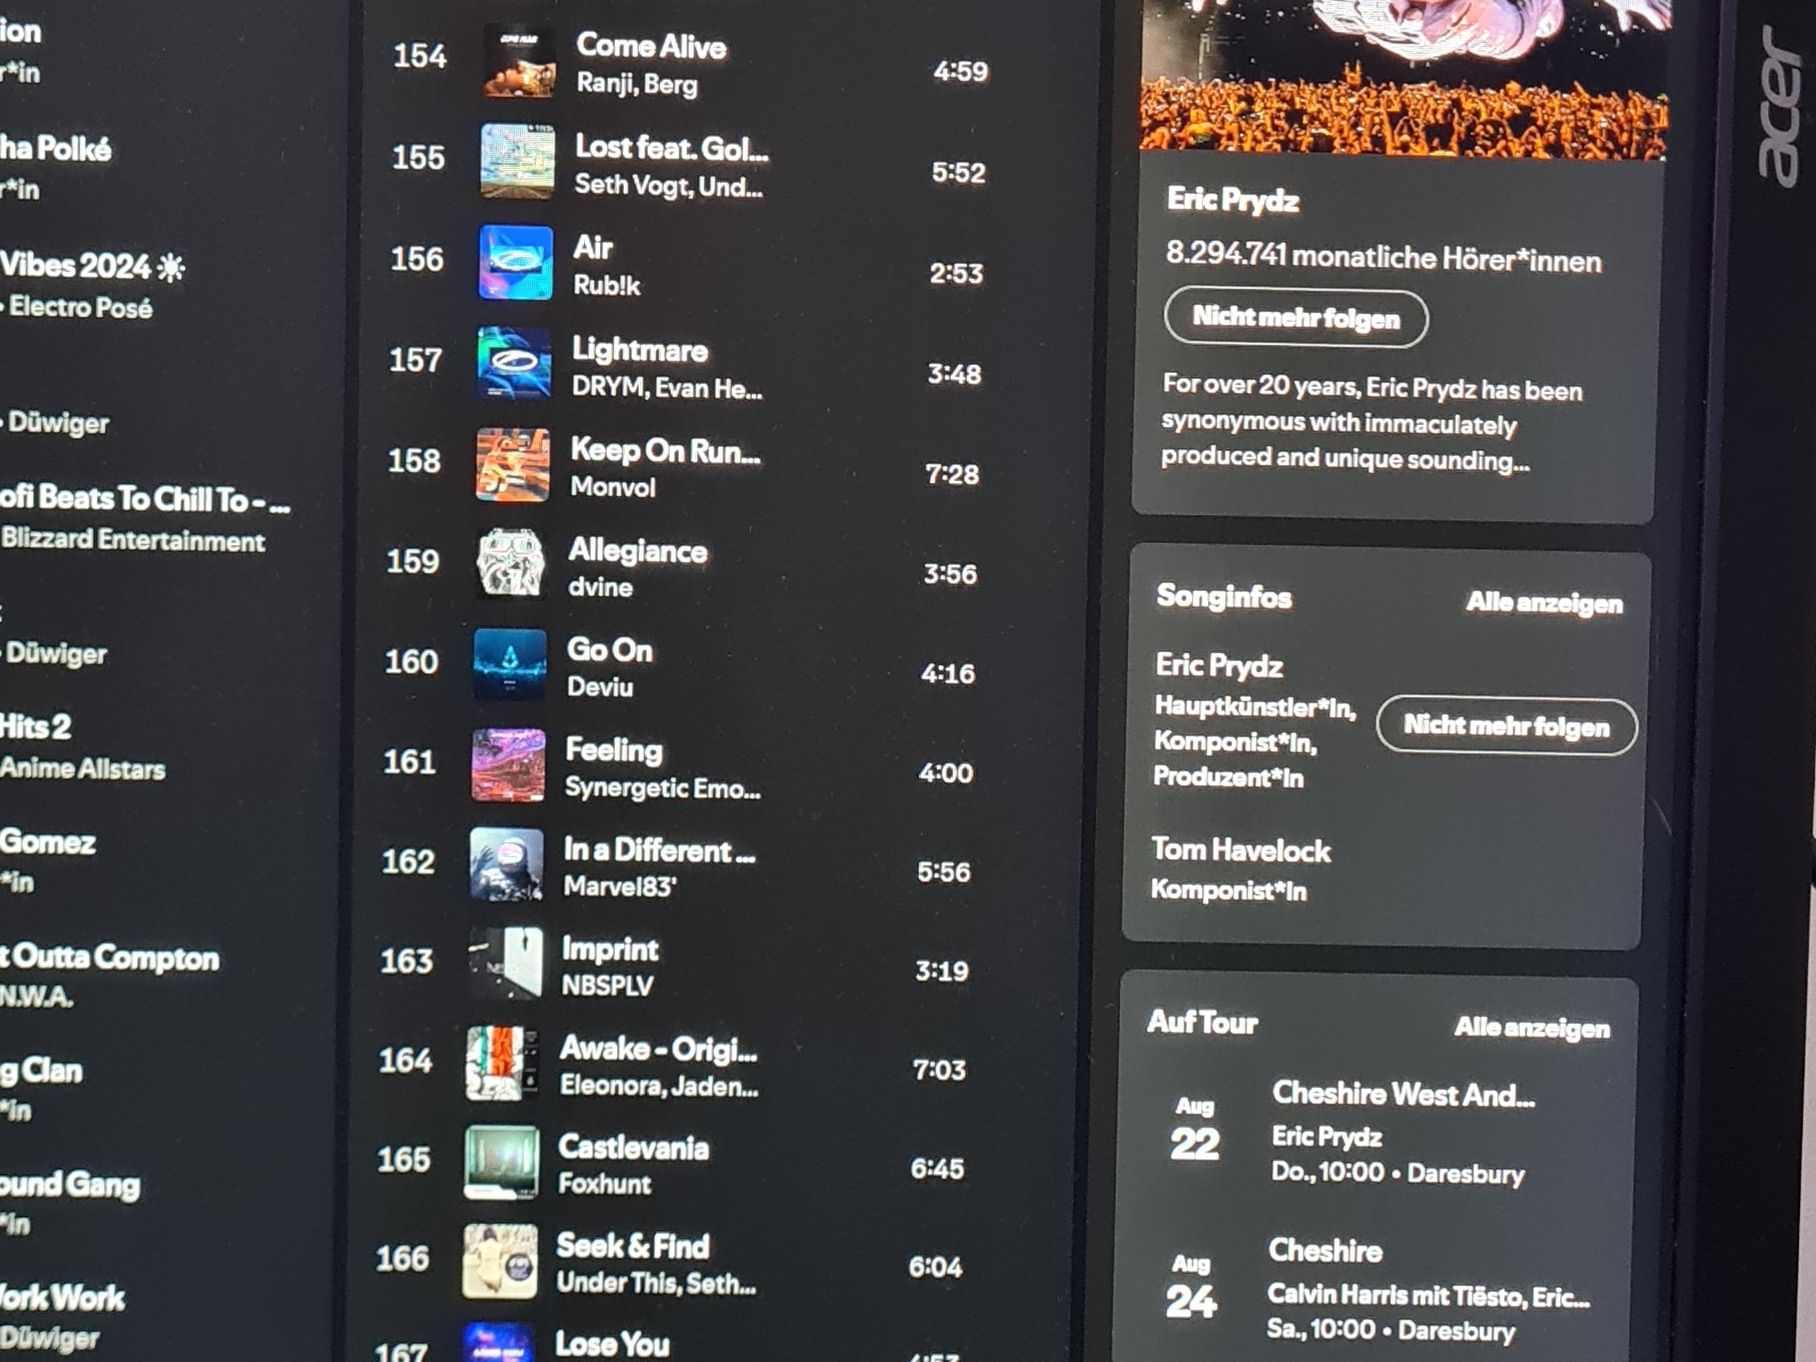 ion
r*in
ha Polké
r*in
Vibes 2024
• Electro Posé
• Düwiger
ofi Beats To Chill To - ...
Blizzard Entertainment
• Düwiger
Hits 2
Anime Allstars
Gomez
*in
t Outta Compton
N.W.A.
g Clan
*in
ound Gang
*in
Work Work
Düwiger
154
Come Alive
Ranji, Berg
4:59
155
Lost feat. Gol...
Seth Vogt, Und...
5:52
156
Air
Rub!k
2:53
157
Lightmare
DRYM, Evan He...
3:48
158
Keep On Run...
Monvol
7:28
159
Allegiance
dvine
3:56
160
Go On
Deviu
4:16
161
Feeling
Synergetic Emo...
4:00
162
In a Different ...
Marvel83'
5:56
163
Imprint
NBSPLV
3:19
164
Awake - Origi...
Eleonora, Jaden...
7:03
165
Castlevania
Foxhunt
6:45
166
Seek & Find
Under This, Seth...
6:04
167
Lose You
Eric Prydz
8.294.741 monatliche Hörer*innen
Nicht mehr folgen
For over 20 years, Eric Prydz has been
synonymous with immaculately
produced and unique sounding...
Songinfos
Alle anzeigen
Eric Prydz
Hauptkünstler*In,
Komponist*In,
Produzent*In
Nicht mehr folgen
Tom Havelock
Komponist*In
Auf Tour
Alle anzeigen
Aug
22
Cheshire West And...
Eric Prydz
Do., 10:00 • Daresbury
Aug
24
Cheshire
Calvin Harris mit Tiësto, Eric...
Sa., 10:00 • Daresbury
acer